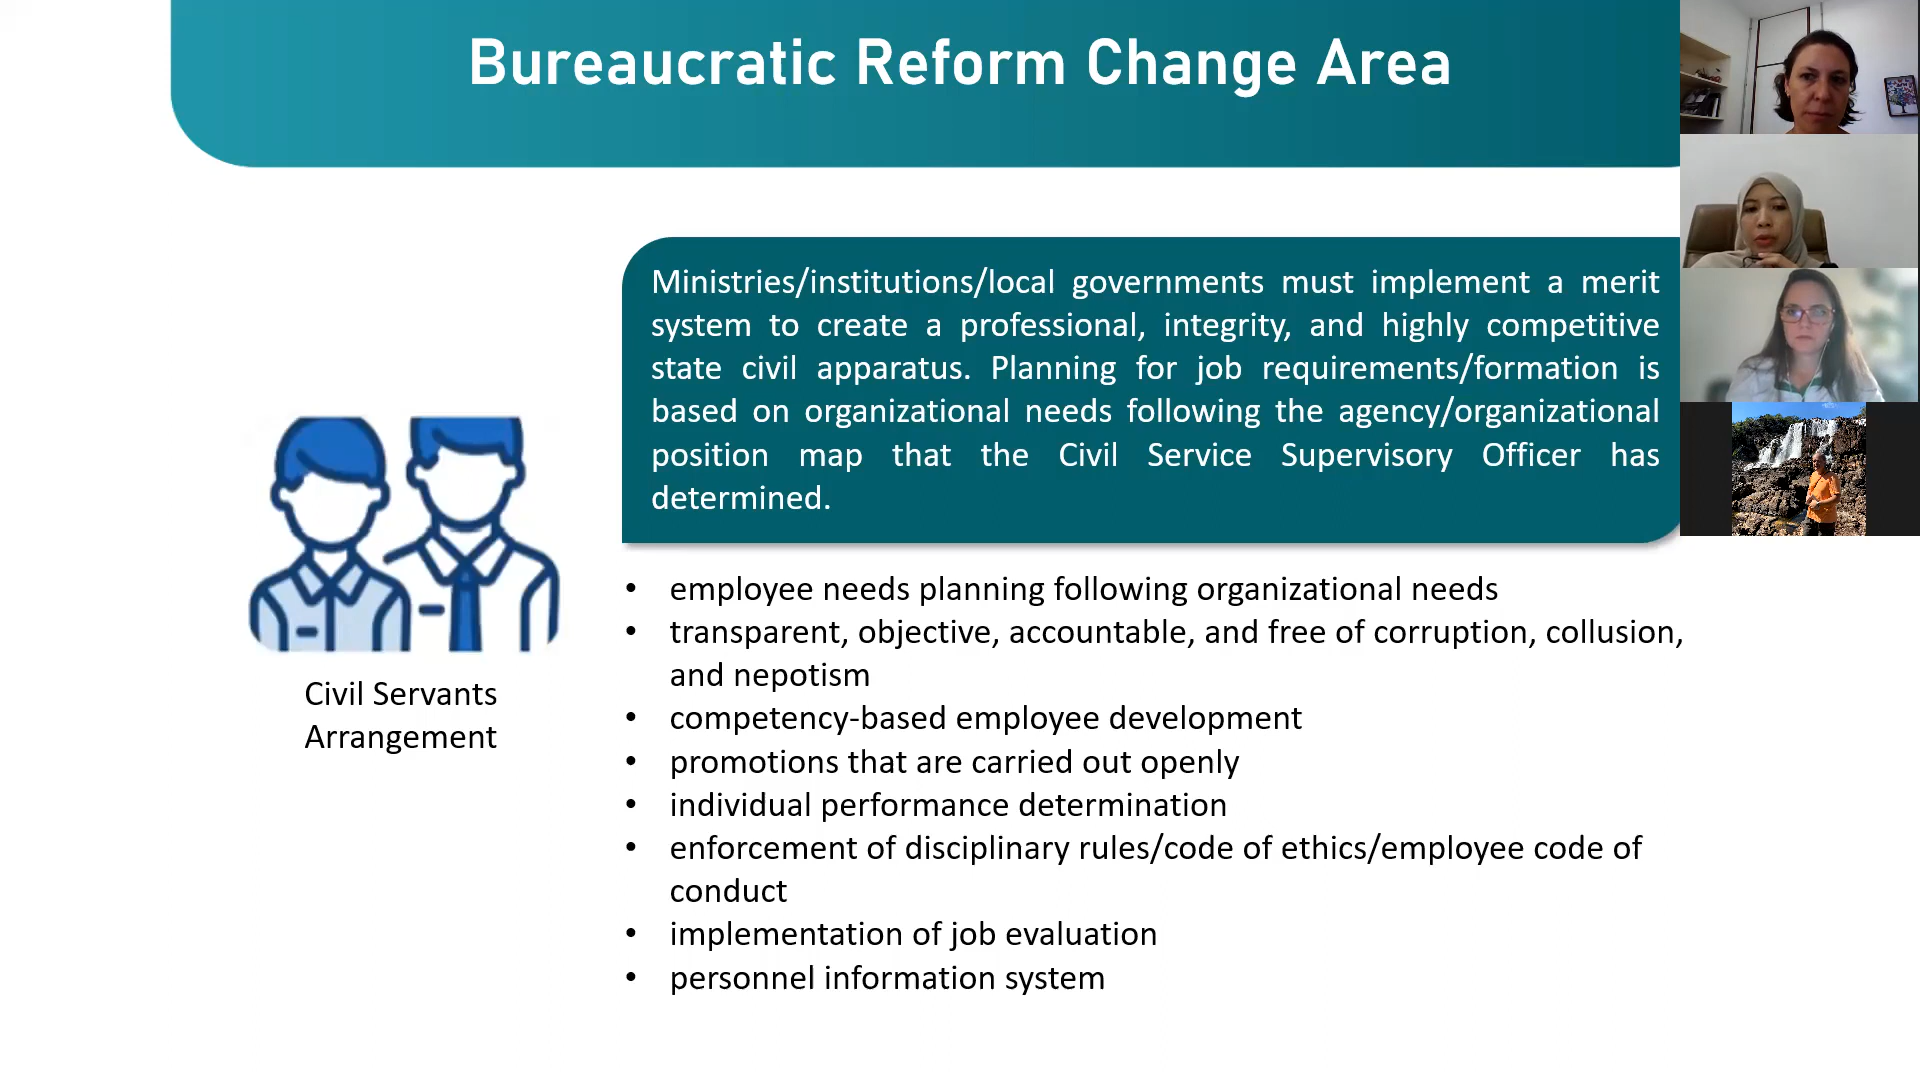 Bureaucratic Reform Change Area
Ministries/institutions/local governments must implement a merit
system to create a professional, integrity, and highly competitive
state civil apparatus. Planning for job requirements/formation is
based on organizational needs following the agency/organizational
position map that the Civil Service Supervisory Officer has
determined.
Civil Servants
Arrangement
• employee needs planning following organizational needs
• transparent, objective, accountable, and free of corruption, collusion,
and nepotism
• competency-based employee development
• promotions that are carried out openly
• individual performance determination
• enforcement of disciplinary rules/code of ethics/employee code of
conduct
• implementation of job evaluation
• personnel information system